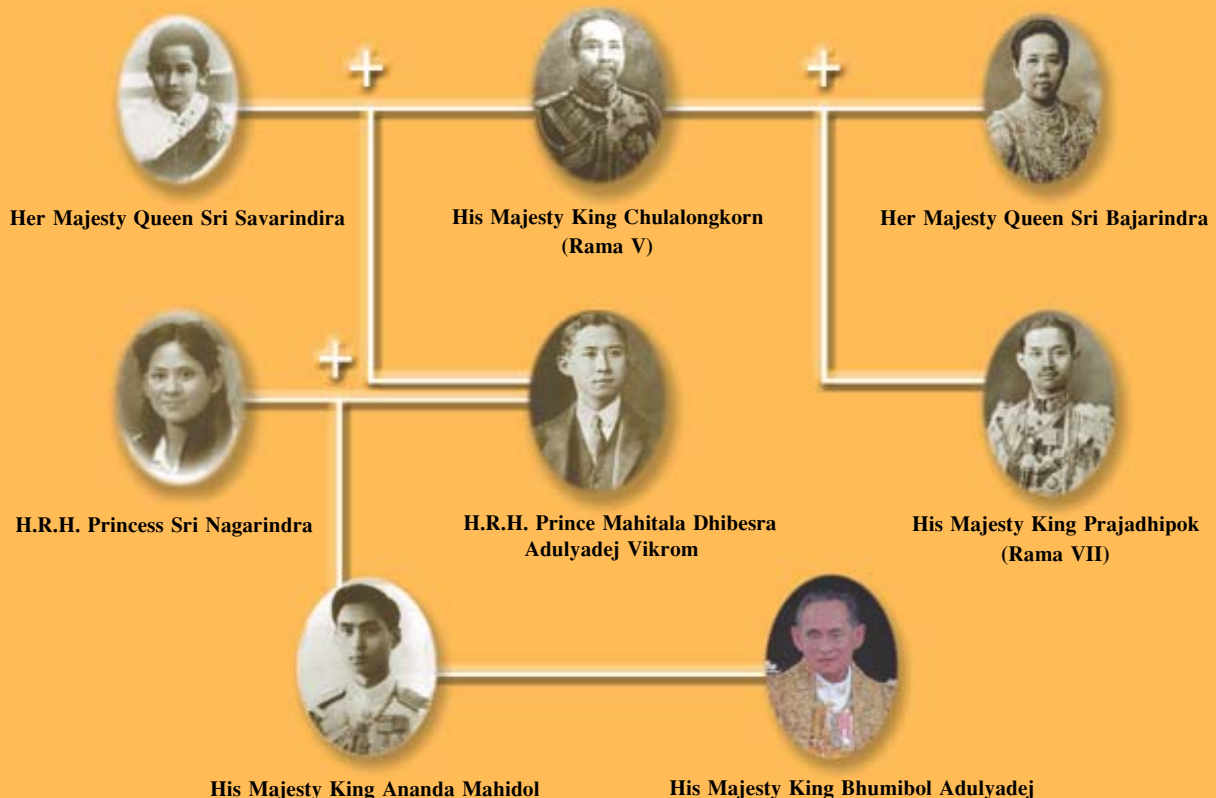 Her Majesty Queen Sri Savarindira
His Majesty King Chulalongkorn
(Rama V)
Her Majesty Queen Sri Bajarindra
H.R.H. Princess Sri Nagarindra
H.R.H. Prince Mahitala Dhibesra
Adulyadej Vikrom
His Majesty King Prajadhipok
(Rama VII)
His Majesty King Ananda Mahidol
His Majesty King Bhumibol Adulyadej